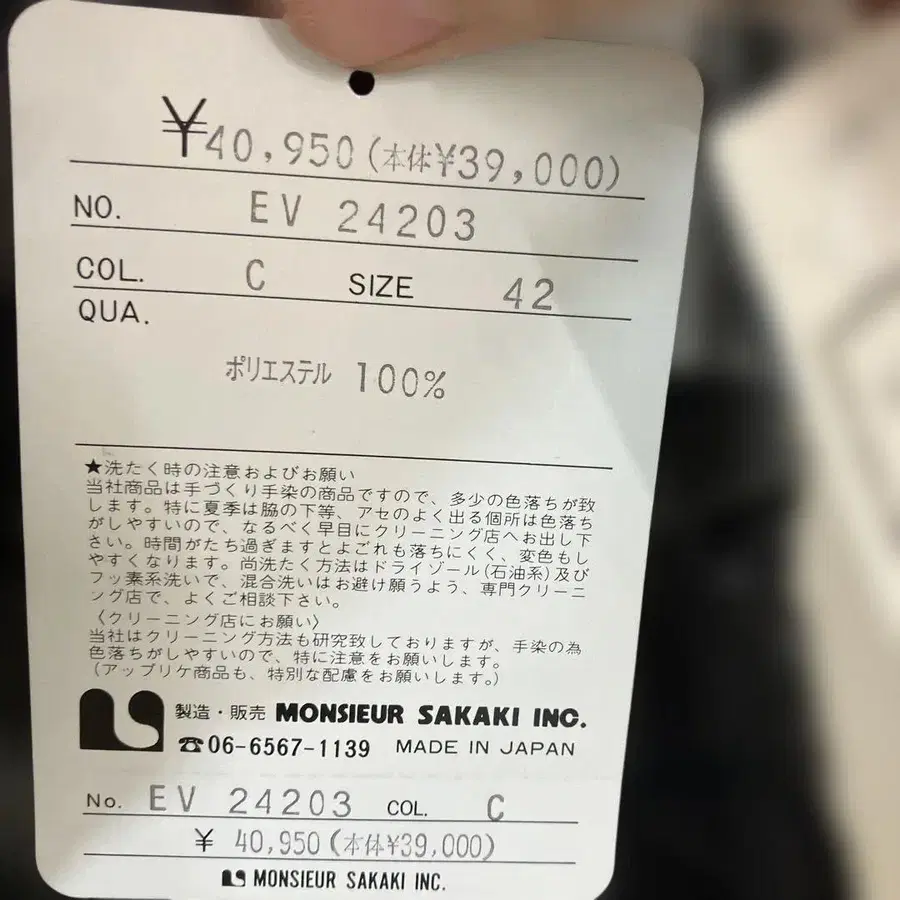 ¥40,950(本体¥39,000)
NO. EV 24203
COL. C SIZE 42
QUA.
ポリエステル 100%
★洗たく時の注意およびお願い
当社商品は手づくり手染の商品ですので、多少の色落ちが致
します。特に夏季は脇の下等、アセのよく出る個所は色落ち
がしやすいので、なるべく早目にクリーニング店へお出し下
さい。時間がたち過ぎますとよごれも落ちにくく、変色もし
やすくなります。尚洗たく方法はドライゾール(石油系)及び
フッ素系洗いで、混合洗いはお避け願うよう、専門クリーニ
ング店で、よくご相談下さい。
〈クリーニング店にお願い〉
当社はクリーニング方法も研究致しておりますが、手染の為
色落ちがしやすいので、特に注意をお願いします。
(アップリケ商品も、特別な配慮をお願いします。)
製造・販売 MONSIEUR SAKAKI INC.
☎06-6567-1139 MADE IN JAPAN
No. EV 24203 COL. C
¥ 40,950(本体¥39,000)
MONSIEUR SAKAKI INC.